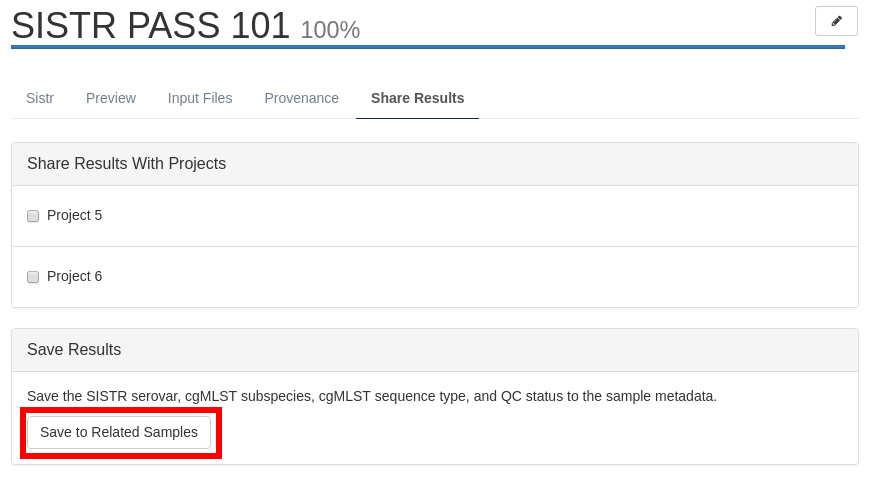 SISTR PASS 101 100%
Sistr Preview Input Files Provenance Share Results
Share Results With Projects
Project 5
Project 6
Save Results
Save the SISTR serovar, cgMLST subspecies, cgMLST sequence type, and QC status to the sample metadata.
Save to Related Samples